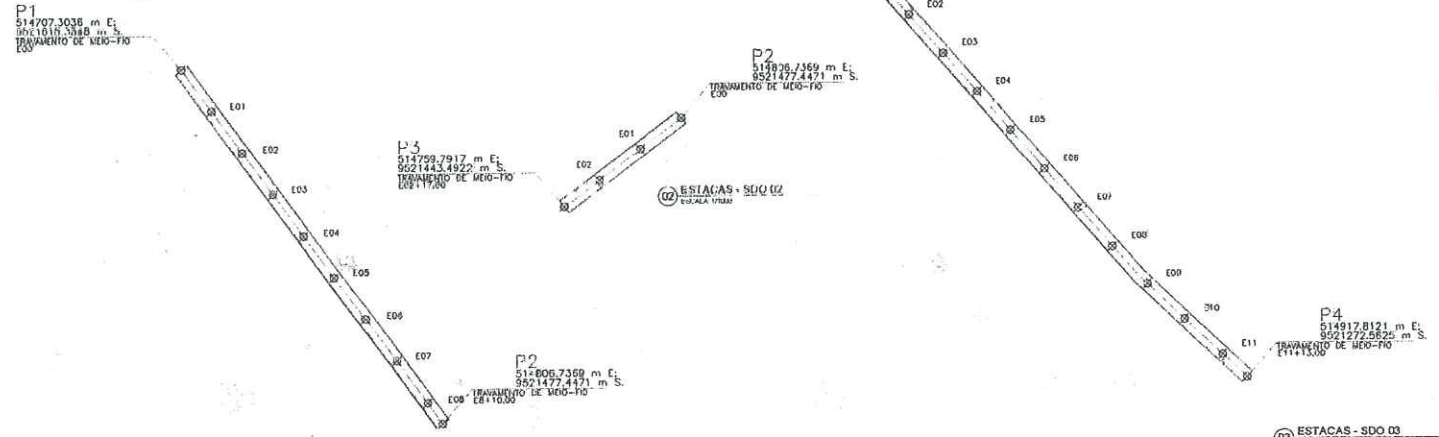 P1
514707.3036 m E;
TRAVAMENTO DE MEIO-FIO
E00
E01
E02
E03
E04
E05
E06
E07
E08
P2
514806.7369 m E;
9521477.4471 m S.
TRAVAMENTO DE MEIO-FIO
E8+10,00
P3
514759.7917 m E;
9521443.4922 m S.
TRAVAMENTO DE MEIO-FIO
E02+17,00
E02
E01
P2
514806.7369 m E;
9521477.4471 m S.
TRAVAMENTO DE MEIO-FIO
E00
02 ESTACAS - SDO 02
E02
E03
E04
E05
E06
E07
E08
E09
E10
E11
P4
514917.8121 m E;
9521272.5625 m S.
TRAVAMENTO DE MEIO-FIO
E11+13,00
03 ESTACAS - SDO 03